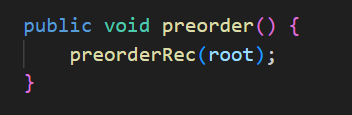 public void preorder() {
    preorderRec(root);
}